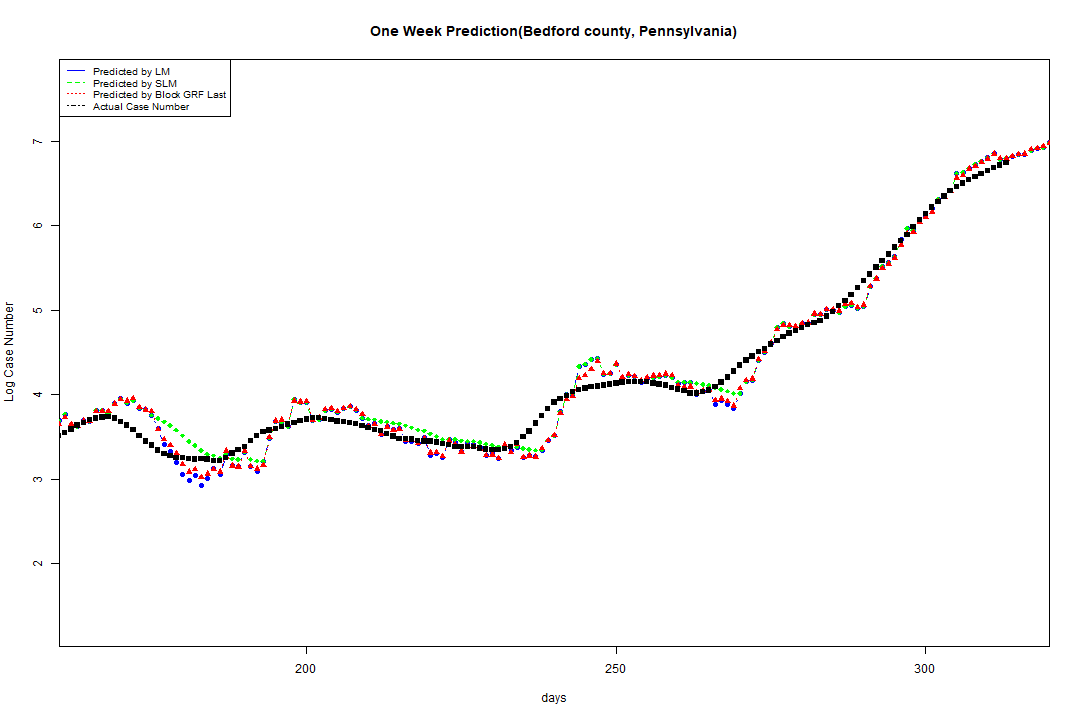 One Week Prediction(Bedford county, Pennsylvania)
Predicted by LM
Predicted by SLM
Predicted by Block GRF Last
Actual Case Number
7
6
5
4
3
2
Log Case Number
200
250
300
days